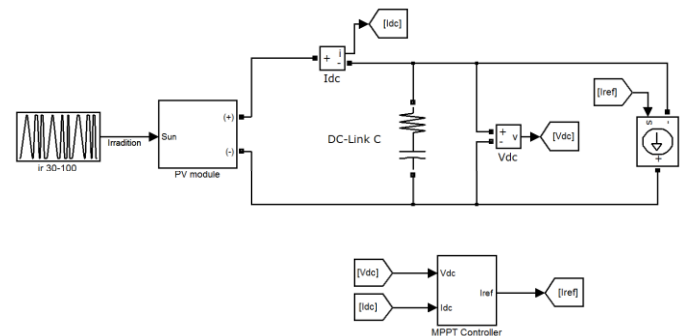 [Idc]
+ i -
Idc
[Iref]
s -
+
(+)
Sun
(-)
Irradition
ir 30-100
PV module
DC-Link C
+ v -
Vdc
[Vdc]
[Vdc]
Vdc
Iref
[Iref]
[Idc]
Idc
MPPT Controller